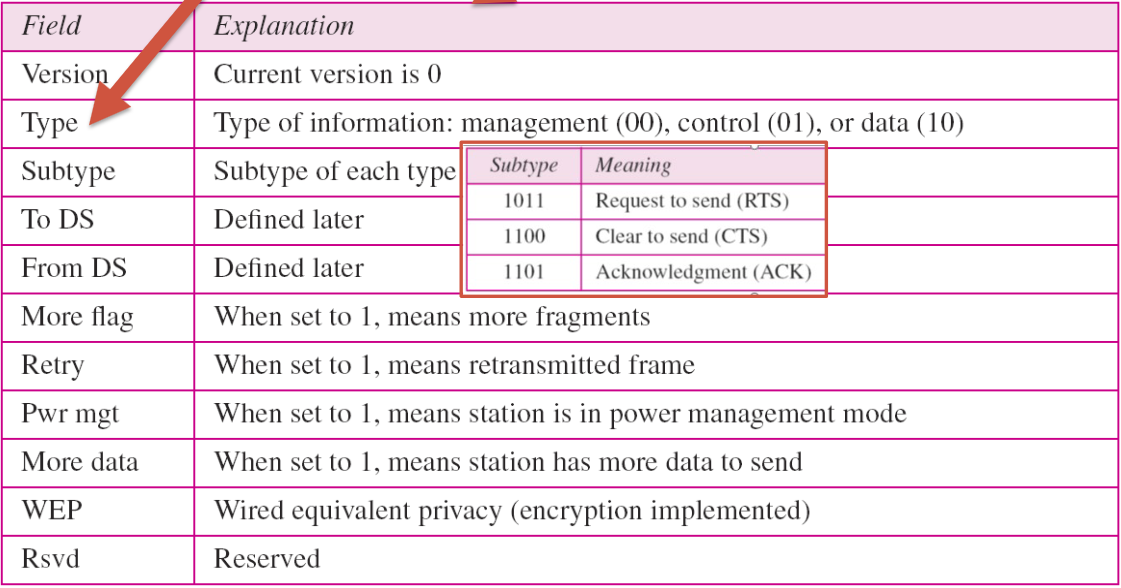 Field Explanation
Version Current version is 0
Type Type of information: management (00), control (01), or data (10)
Subtype Subtype of each type
Subtype Meaning
1011 Request to send (RTS)
1100 Clear to send (CTS)
1101 Acknowledgment (ACK)
To DS Defined later
From DS Defined later
More flag When set to 1, means more fragments
Retry When set to 1, means retransmitted frame
Pwr mgt When set to 1, means station is in power management mode
More data When set to 1, means station has more data to send
WEP Wired equivalent privacy (encryption implemented)
Rsvd Reserved